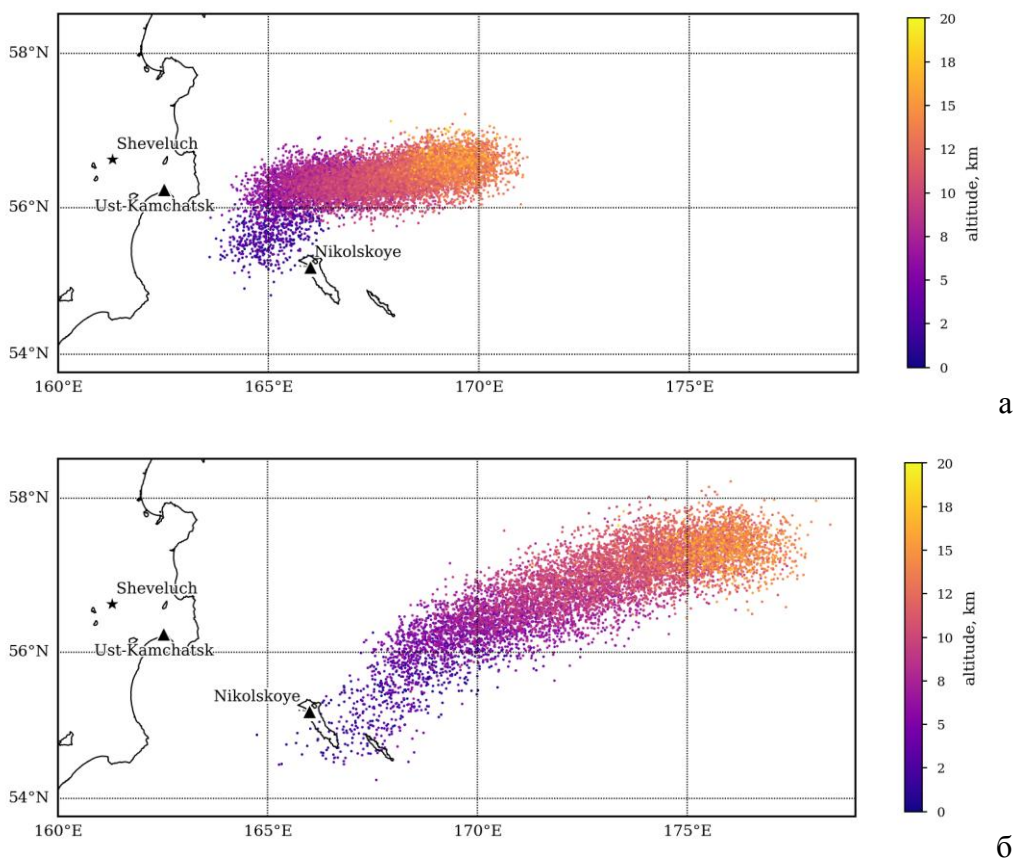 58°N
56°N
54°N
160°E 165°E 170°E 175°E
Sheveluch
Ust-Kamchatsk
Nikolskoye
20
18
15
12
10
8
5
2
0
altitude, km
а
58°N
56°N
54°N
160°E 165°E 170°E 175°E
Sheveluch
Ust-Kamchatsk
Nikolskoye
20
18
15
12
10
8
5
2
0
altitude, km
б